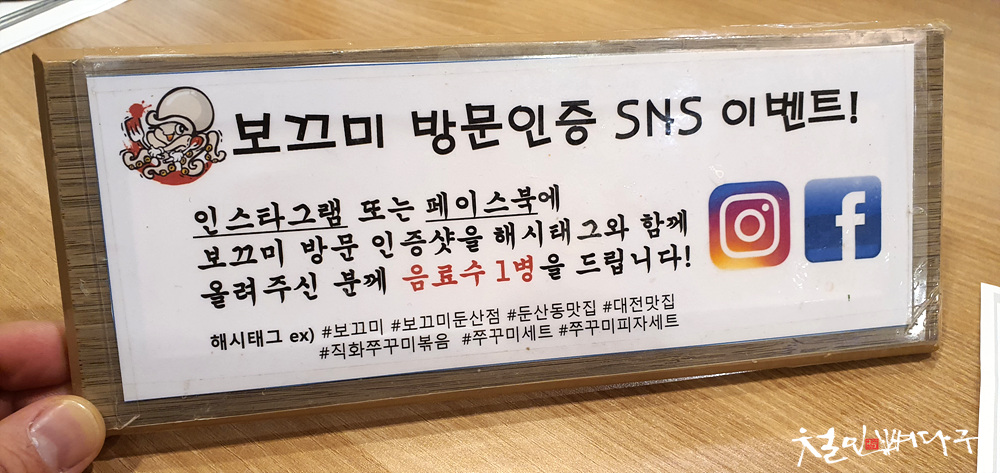 보끄미 방문인증 SNS 이벤트!
인스타그램 또는 페이스북에
보끄미 방문 인증샷을 해시태그와 함께
올려주신 분께 음료수 1병을 드립니다!
해시태그 ex) #보끄미 #보끄미둔산점 #둔산동맛집 #대전맛집
#직화쭈꾸미볶음 #쭈꾸미세트 #쭈꾸미피자세트
철민뼈다구